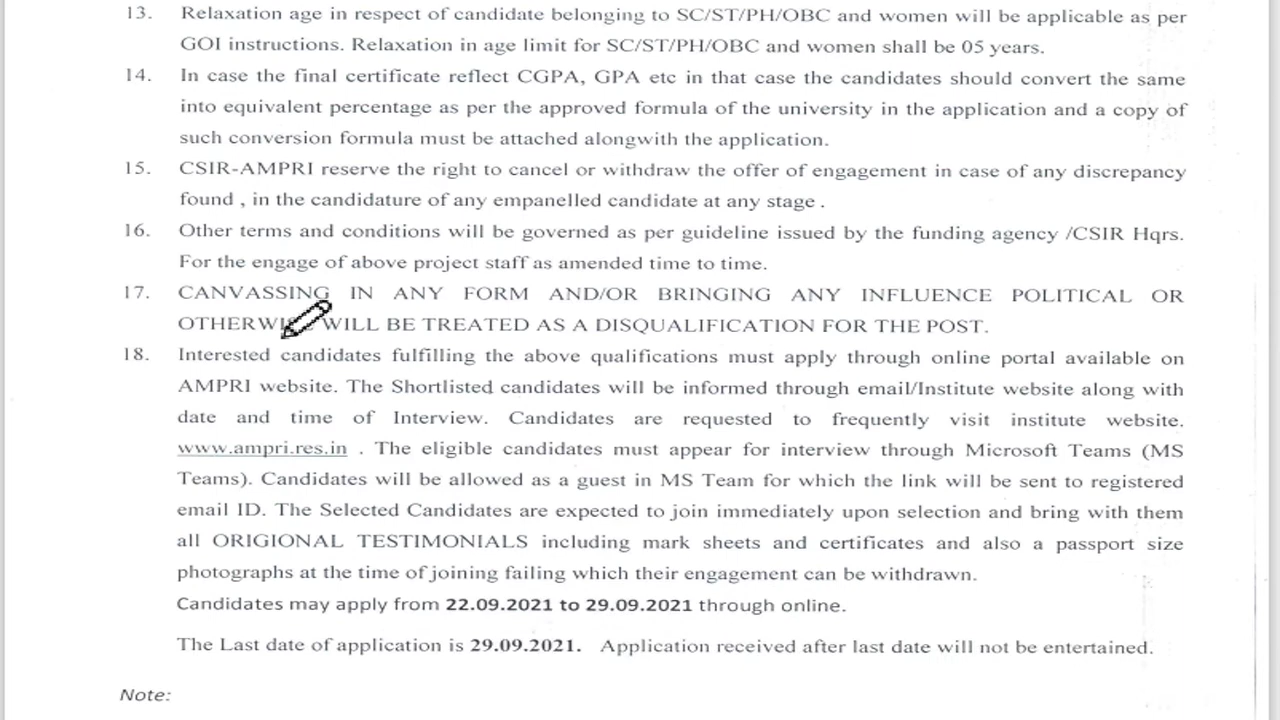 13. Relaxation age in respect of candidate belonging to SC/ST/PH/OBC and women will be applicable as per
GOI instructions. Relaxation in age limit for SC/ST/PH/OBC and women shall be 05 years.
14. In case the final certificate reflect CGPA, GPA etc in that case the candidates should convert the same
into equivalent percentage as per the approved formula of the university in the application and a copy of
such conversion formula must be attached alongwith the application.
15. CSIR-AMPRI reserve the right to cancel or withdraw the offer of engagement in case of any discrepancy
found , in the candidature of any empanelled candidate at any stage .
16. Other terms and conditions will be governed as per guideline issued by the funding agency /CSIR Hqrs.
For the engage of above project staff as amended time to time.
17. CANVASSING IN ANY FORM AND/OR BRINGING ANY INFLUENCE POLITICAL OR
WILL BE TREATED AS A DISQUALIFICATION FOR THE POST.
18. Interested candidates fulfilling the above qualifications must apply through online portal available on
AMPRI website. The Shortlisted candidates will be informed through email/Institute website along with
date and time of Interview. Candidates are requested to frequently visit institute website.
www.ampri.res.in . The eligible candidates must appear for interview through Microsoft Teams (MS
Teams). Candidates will be allowed as a guest in MS Team for which the link will be sent to registered
email ID. The Selected Candidates are expected to join immediately upon selection and bring with them
all ORIGIONAL TESTIMONIALS including mark sheets and certificates and also a passport size
photographs at the time of joining failing which their engagement can be withdrawn.
Candidates may apply from 22.09.2021 to 29.09.2021 through online.
The Last date of application is 29.09.2021. Application received after last date will not be entertained.
Note: